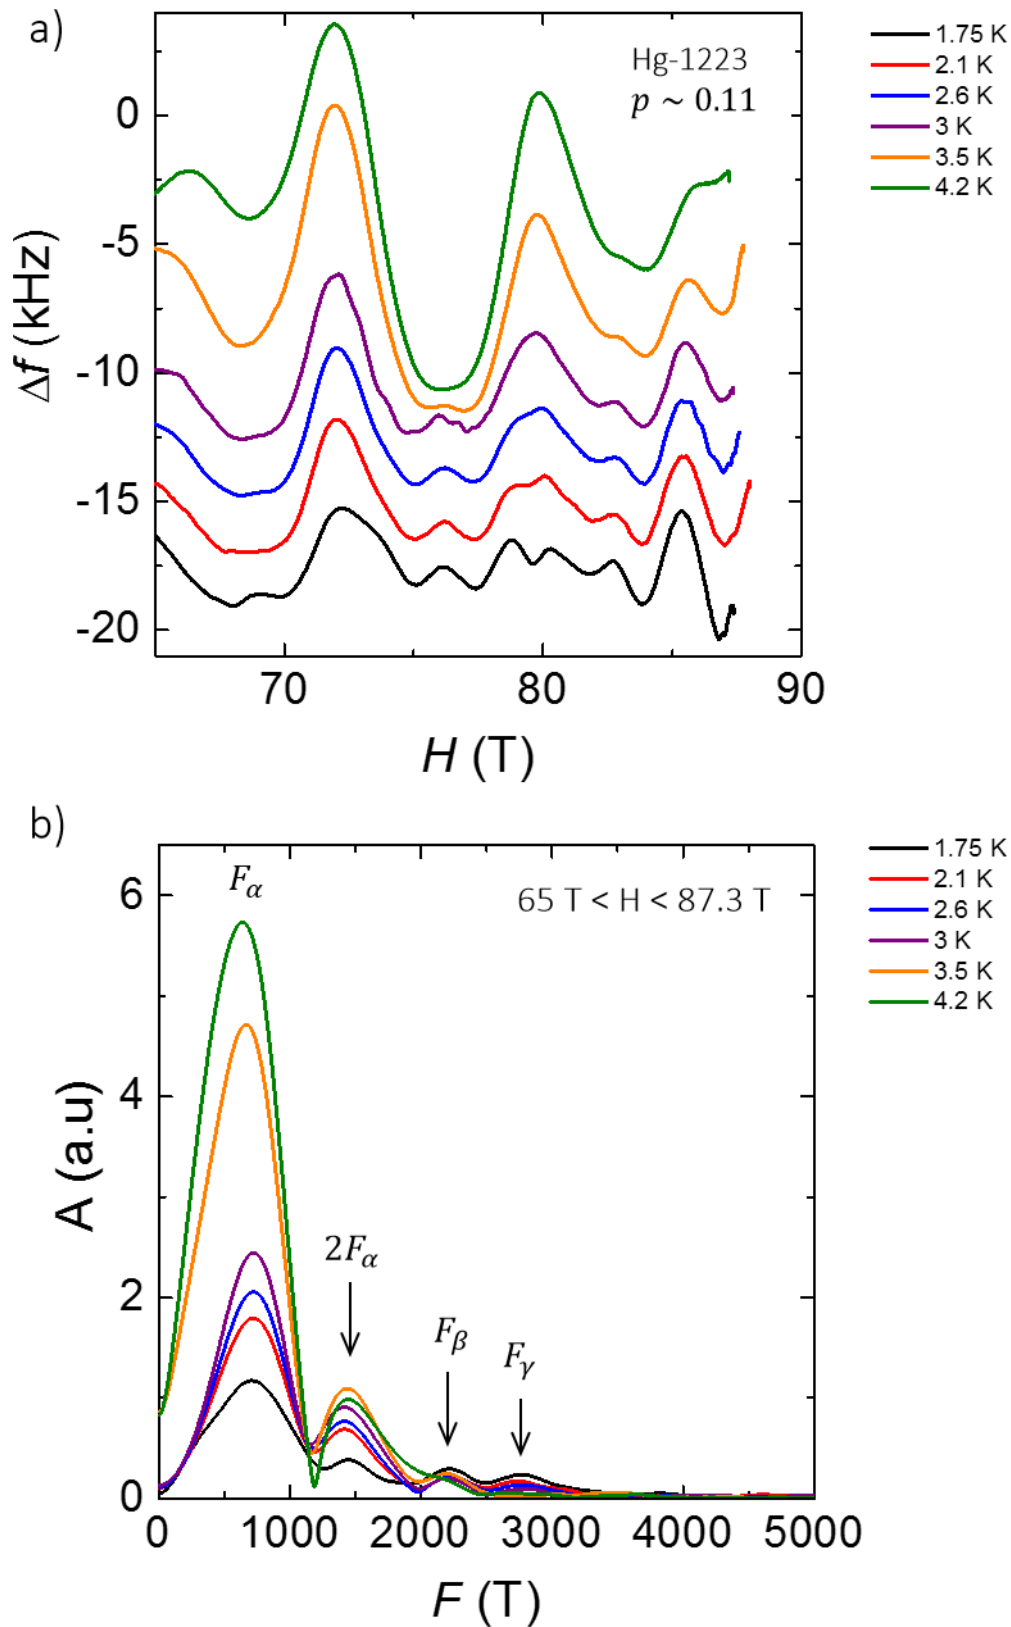 a)
Hg-1223
p ~ 0.11
1.75 K
2.1 K
2.6 K
3 K
3.5 K
4.2 K
0
-5
-10
-15
-20
Δf (kHz)
70
80
90
H (T)
b)
65 T < H < 87.3 T
1.75 K
2.1 K
2.6 K
3 K
3.5 K
4.2 K
Fα
2Fα
Fβ
Fγ
6
4
2
0
A (a.u)
0
1000
2000
3000
4000
5000
F (T)